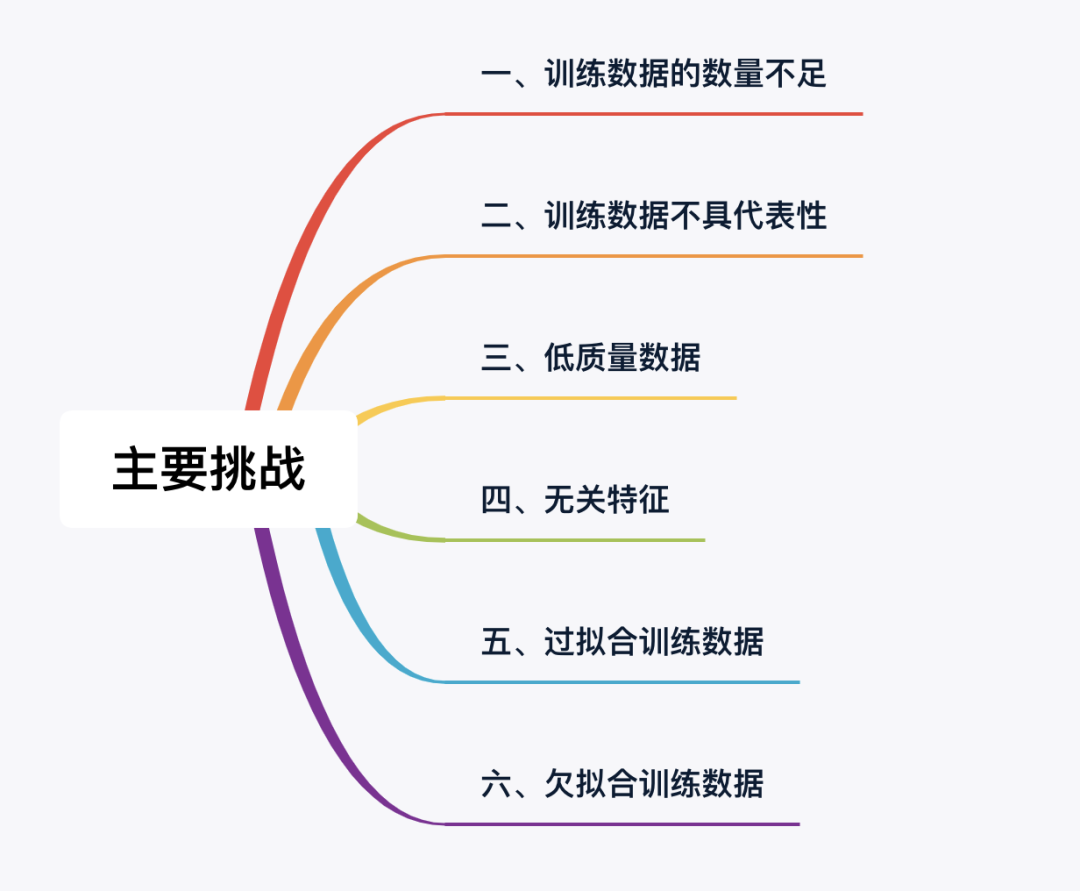 一、训练数据的数量不足
二、训练数据不具代表性
三、低质量数据
主要挑战
四、无关特征
五、过拟合训练数据
六、欠拟合训练数据